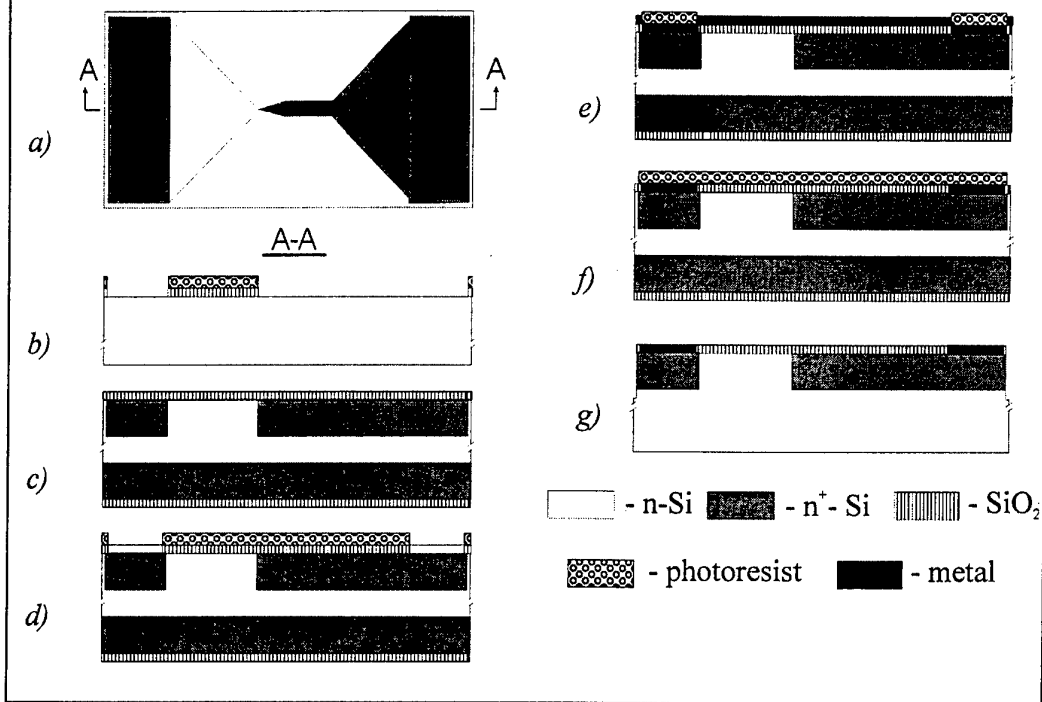 A A
a)
A-A
b)
c)
d)
e)
f)
g)
- n-Si - n⁺- Si - SiO₂
- photoresist - metal